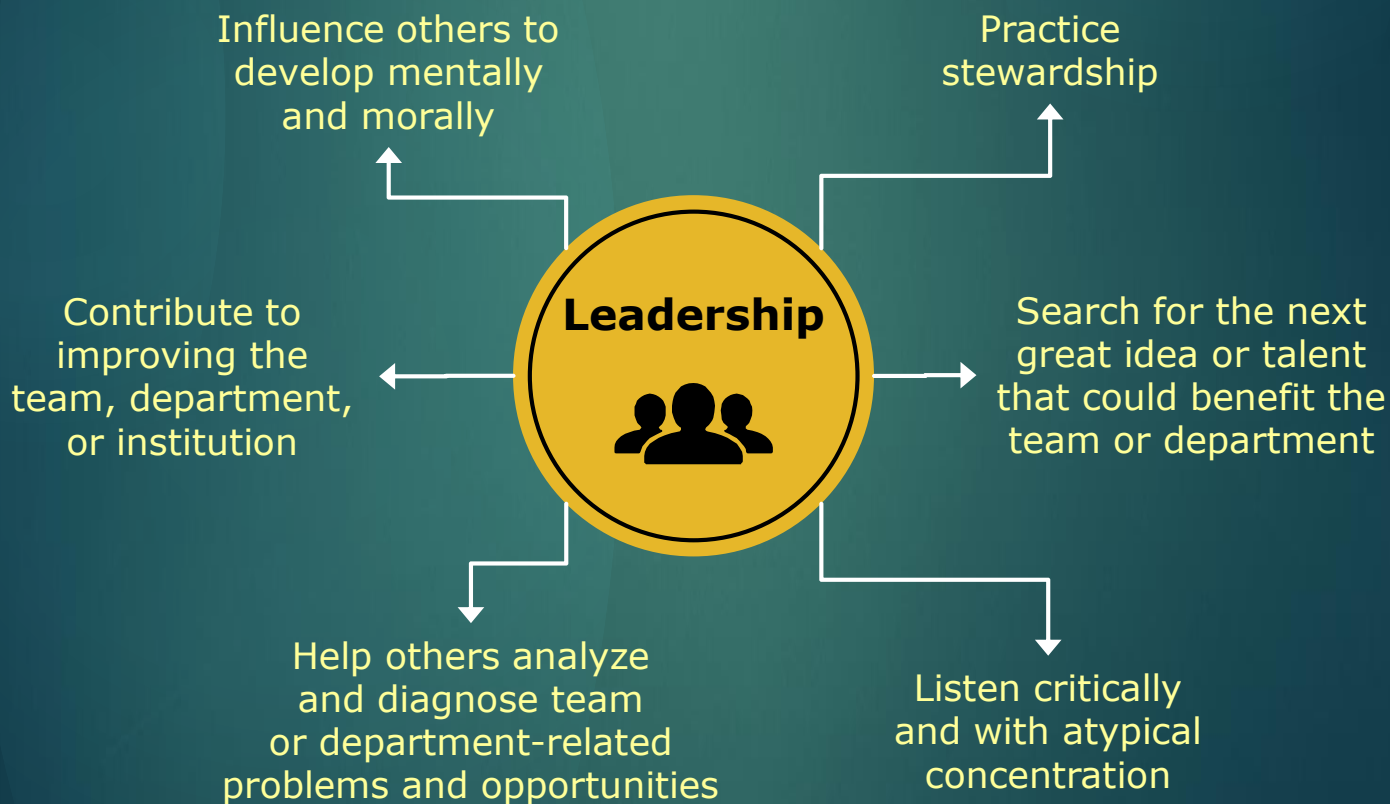 Influence others to
develop mentally
and morally
Practice
stewardship
Leadership
Contribute to
improving the
team, department,
or institution
Search for the next
great idea or talent
that could benefit the
team or department
Help others analyze
and diagnose team
or department-related
problems and opportunities
Listen critically
and with atypical
concentration